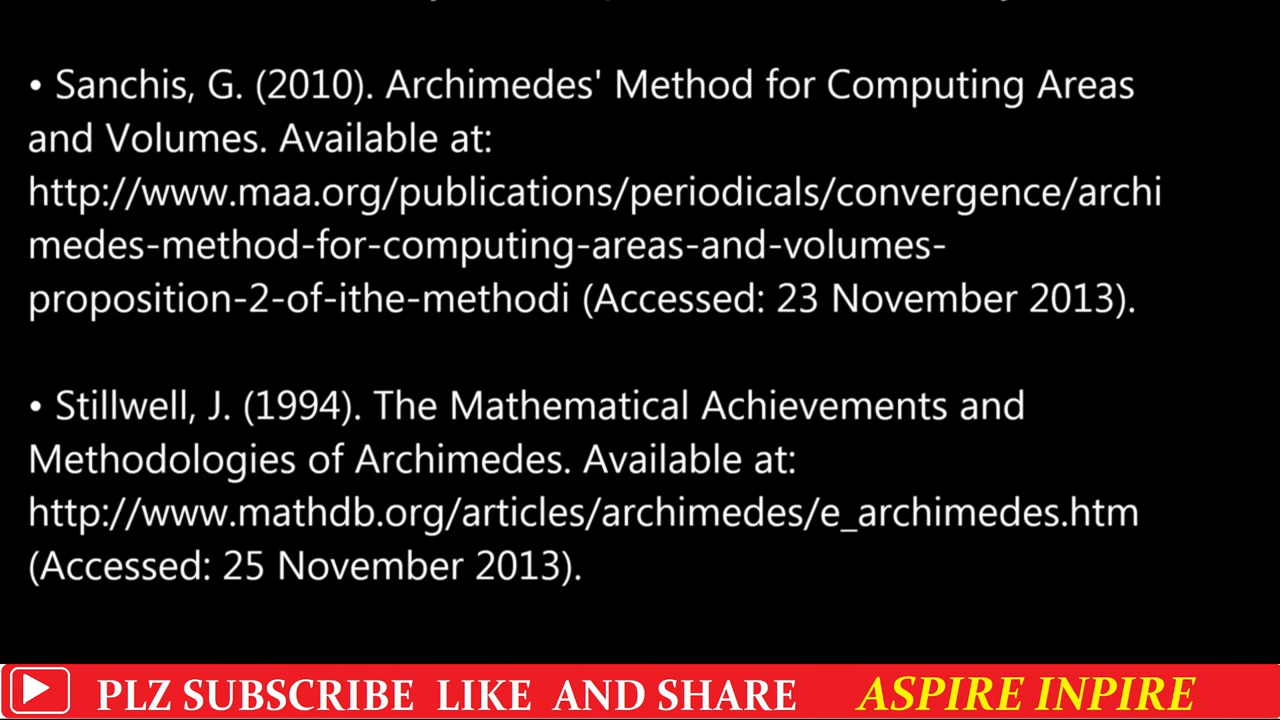 • Sanchis, G. (2010). Archimedes' Method for Computing Areas
and Volumes. Available at:
http://www.maa.org/publications/periodicals/convergence/archi
medes-method-for-computing-areas-and-volumes-
proposition-2-of-ithe-methodi (Accessed: 23 November 2013).
• Stillwell, J. (1994). The Mathematical Achievements and
Methodologies of Archimedes. Available at:
http://www.mathdb.org/articles/archimedes/e_archimedes.htm
(Accessed: 25 November 2013).
PLZ SUBSCRIBE LIKE AND SHARE ASPIRE INPIRE